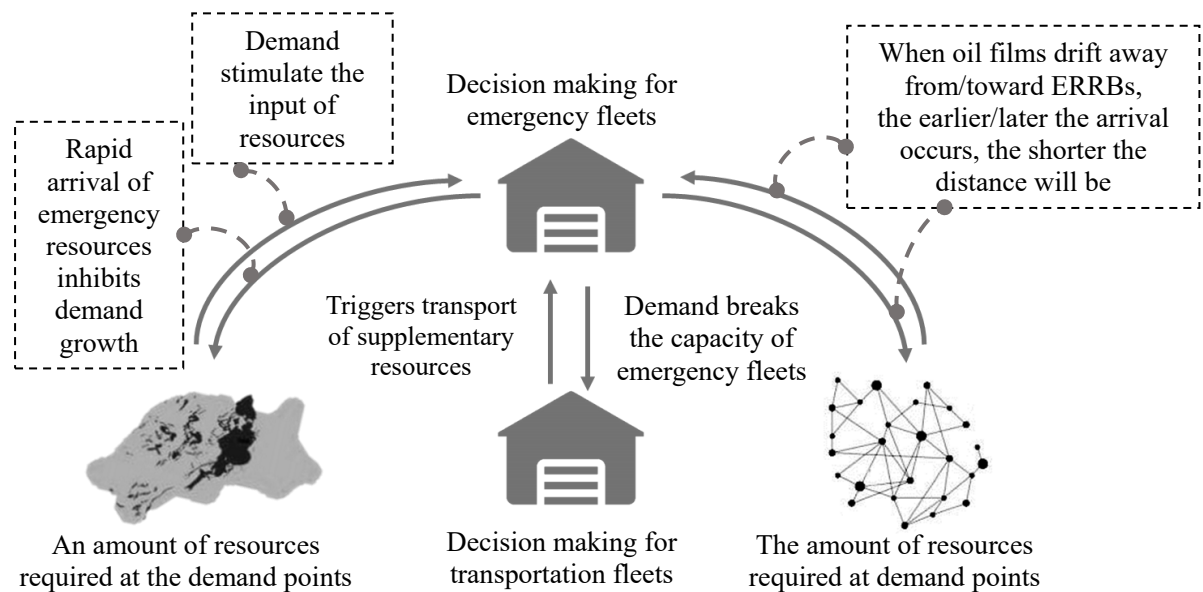 Demand
stimulate the
input of
resources
Rapid
arrival of
emergency
resources
inhibits
demand
growth
Decision making for
emergency fleets
When oil films drift away
from/toward ERRBs,
the earlier/later the arrival
occurs, the shorter the
distance will be
Triggers transport
of supplementary
resources
Demand breaks
the capacity of
emergency fleets
An amount of resources
required at the demand points
Decision making for
transportation fleets
The amount of resources
required at demand points